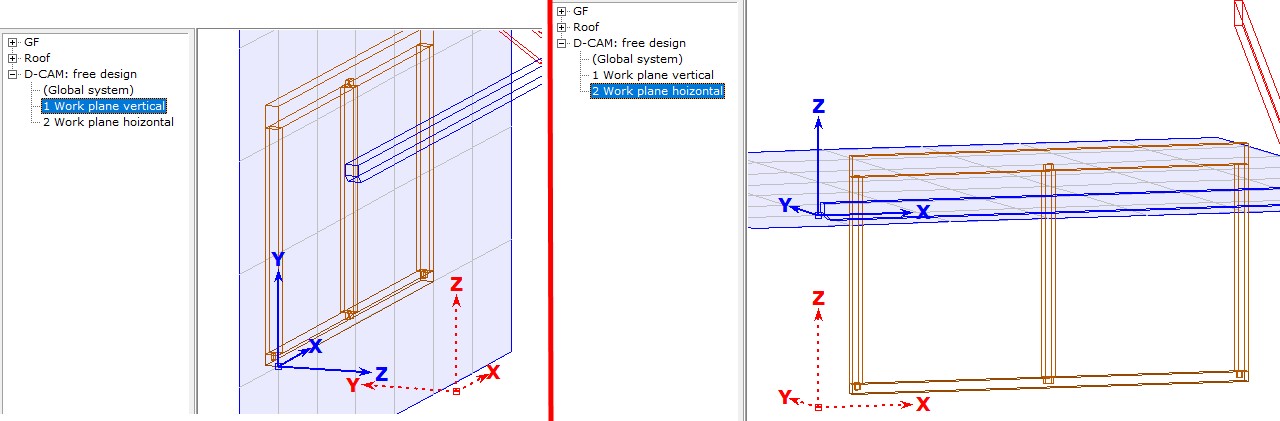 GF
Roof
D-CAM: free design
(Global system)
1 Work plane vertical
2 Work plane hoizontal
Y
X
Z
Z
Y
X
GF
Roof
D-CAM: free design
(Global system)
1 Work plane vertical
2 Work plane hoizontal
Z
Y
X
Z
Y
X